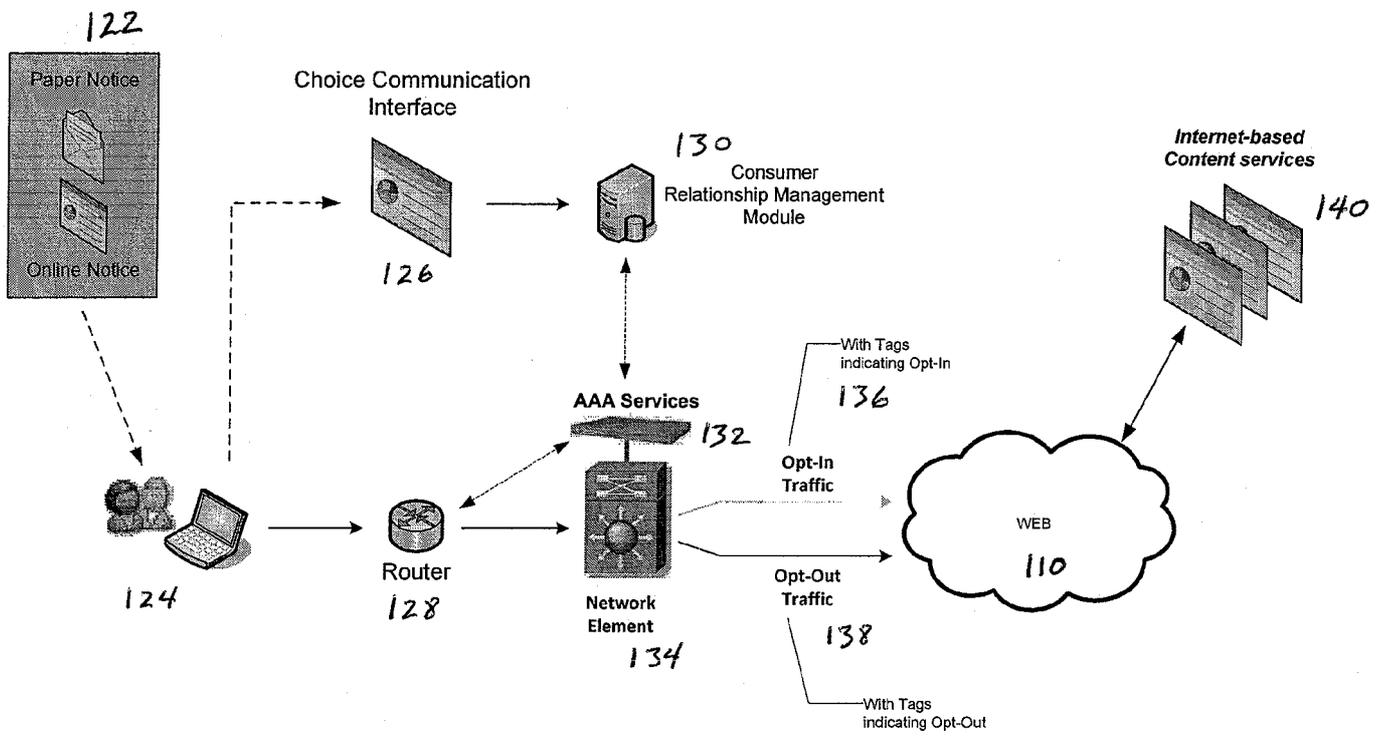 122
Paper Notice
Online Notice
Choice Communication
Interface
126
130
Consumer
Relationship Management
Module
Internet-based
Content services
140
With Tags
indicating Opt-In
136
AAA Services
132
Opt-In
Traffic
WEB
110
124
Router
128
Network
Element
134
Opt-Out
Traffic
138
With Tags
indicating Opt-Out